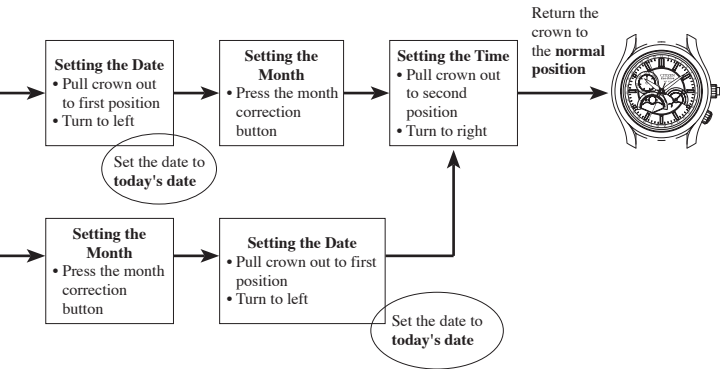 Return the
crown to
the normal
position
Setting the Date
• Pull crown out
to first position
• Turn to left
Set the date to
today's date
Setting the
Month
• Press the month
correction
button
Setting the Time
• Pull crown out
to second
position
• Turn to right
Setting the
Month
• Press the month
correction
button
Setting the Date
• Pull crown out to first
position
• Turn to left
Set the date to
today's date